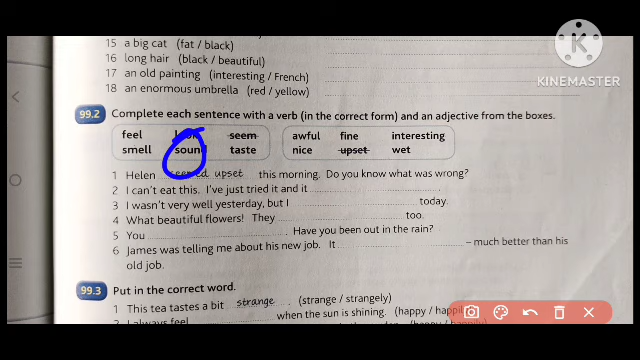 15 a big cat (fat / black)
16 long hair (black / beautiful)
17 an old painting (interesting / French)
18 an enormous umbrella (red / yellow)
KINEMASTER
99.2 Complete each sentence with a verb (in the correct form) and an adjective from the boxes.
feel look seem awful fine interesting
smell sound taste nice upset wet
1 Helen seemed upset this morning. Do you know what was wrong?
2 I can't eat this. I've just tried it and it
3 I wasn't very well yesterday, but I today.
4 What beautiful flowers! They too.
5 You . Have you been out in the rain?
6 James was telling me about his new job. It – much better than his
old job.
99.3 Put in the correct word.
1 This tea tastes a bit strange . (strange / strangely)
2 I always feel when the sun is shining. (happy / happily)